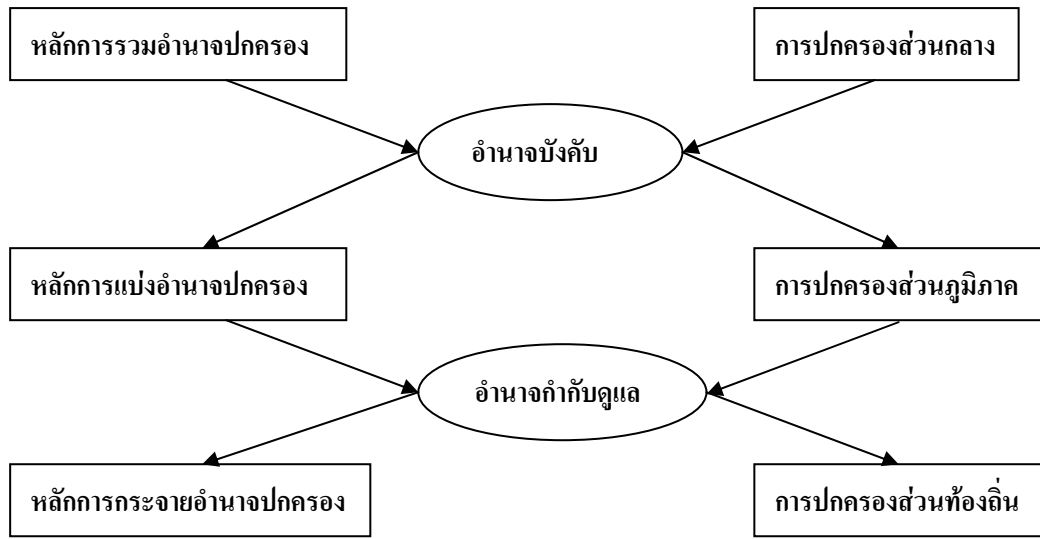 หลักการรวมอำนาจปกครอง
การปกครองส่วนกลาง
อำนาจบังคับ
หลักการแบ่งอำนาจปกครอง
การปกครองส่วนภูมิภาค
อำนาจกำกับดูแล
หลักการกระจายอำนาจปกครอง
การปกครองส่วนท้องถิ่น